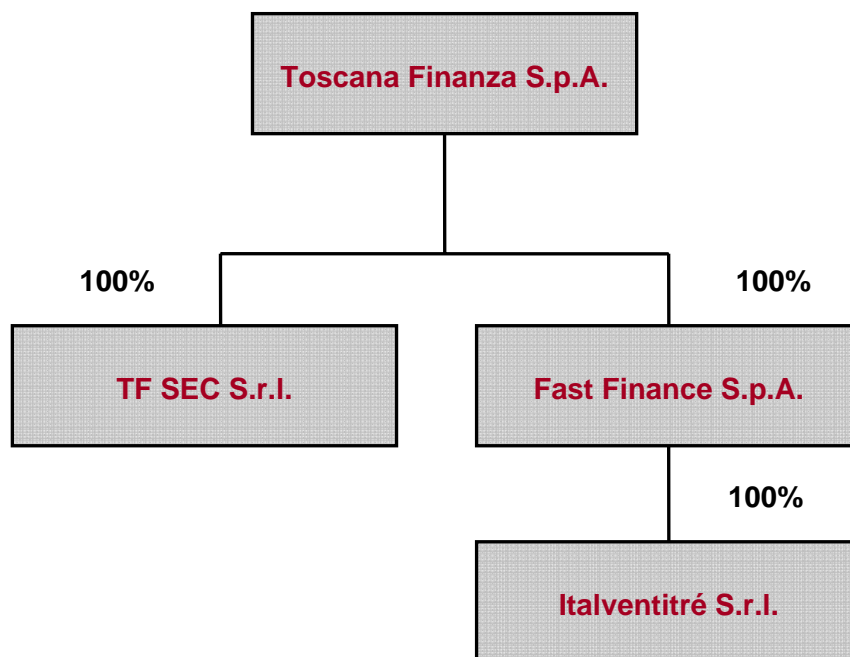 Toscana Finanza S.p.A.
100%
100%
TF SEC S.r.l.
Fast Finance S.p.A.
100%
Italventitré S.r.l.